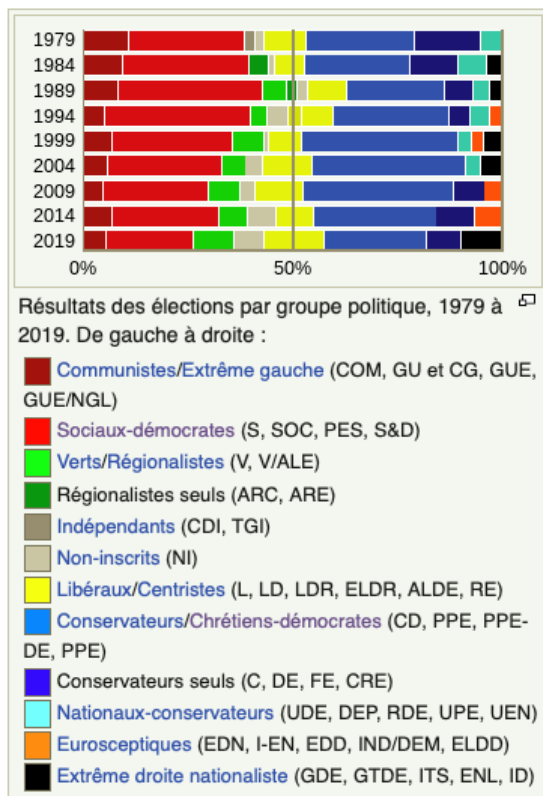 1979
1984
1989
1994
1999
2004
2009
2014
2019
0% 50% 100%
Résultats des élections par groupe politique, 1979 à
2019. De gauche à droite :
Communistes/Extrême gauche (COM, GU et CG, GUE,
GUE/NGL)
Sociaux-démocrates (S, SOC, PES, S&D)
Verts/Régionalistes (V, V/ALE)
Régionalistes seuls (ARC, ARE)
Indépendants (CDI, TGI)
Non-inscrits (NI)
Libéraux/Centristes (L, LD, LDR, ELDR, ALDE, RE)
Conservateurs/Chrétiens-démocrates (CD, PPE, PPE-
DE, PPE)
Conservateurs seuls (C, DE, FE, CRE)
Nationaux-conservateurs (UDE, DEP, RDE, UPE, UEN)
Eurosceptiques (EDN, I-EN, EDD, IND/DEM, ELDD)
Extrême droite nationaliste (GDE, GTDE, ITS, ENL, ID)